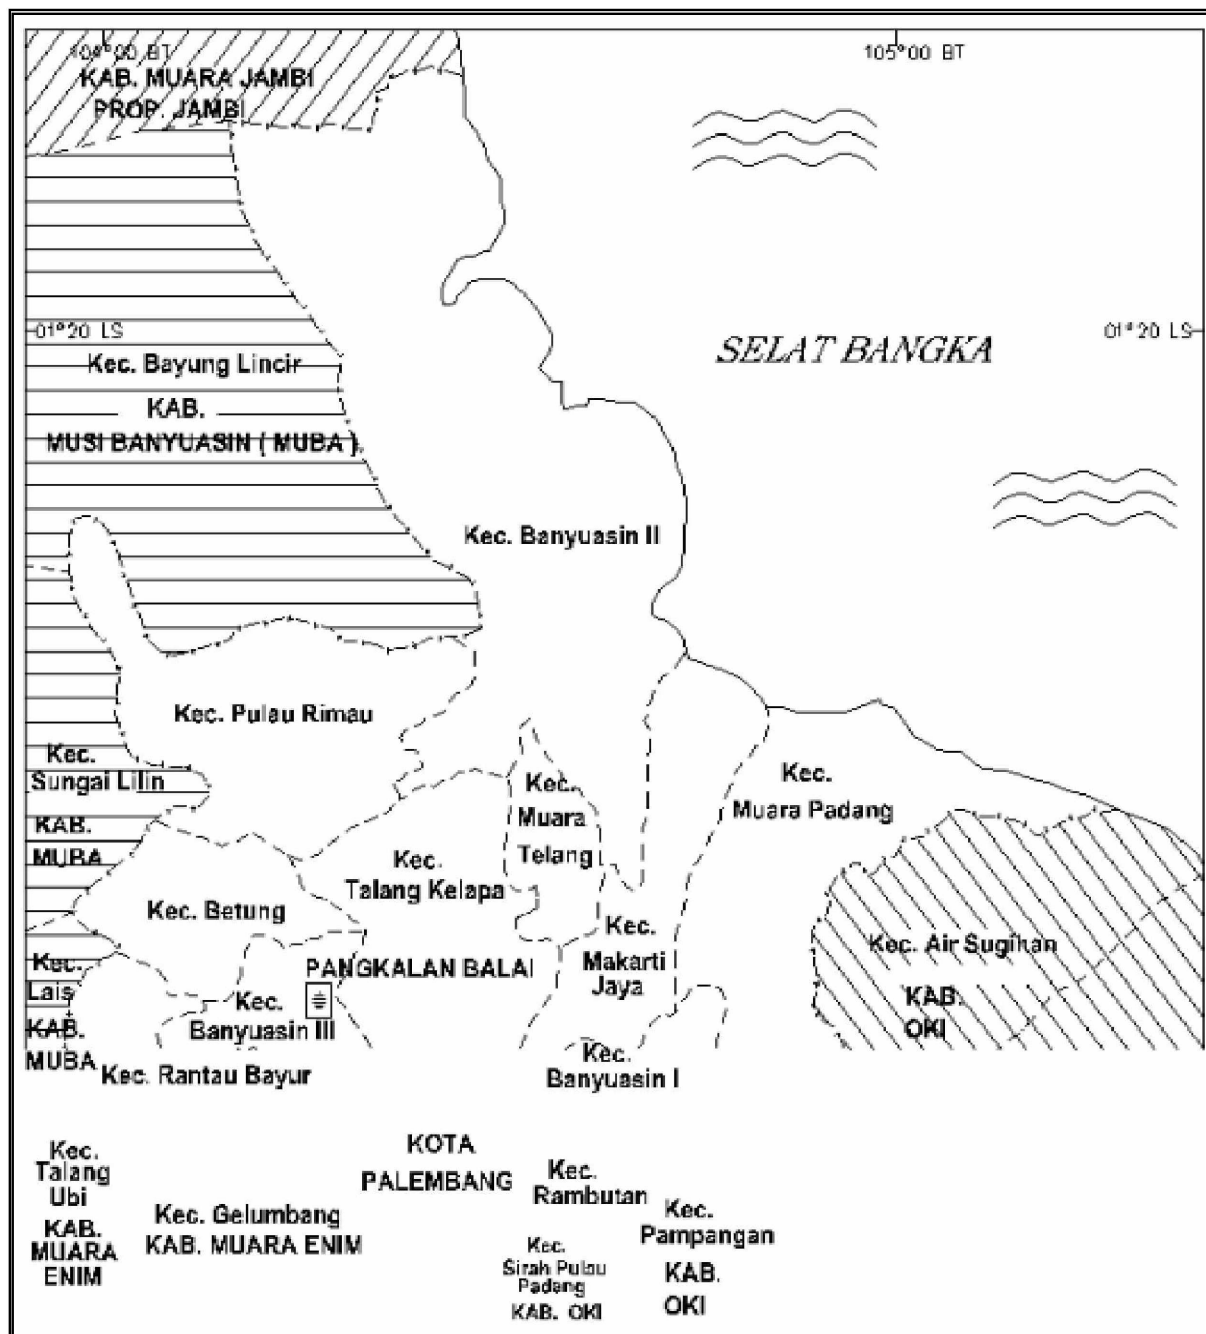 104°00 BT
105°00 BT
KAB. MUARA JAMBI
PROP. JAMBI
01°20 LS
01°20 LS
SELAT BANGKA
Kec. Bayung Lincir
KAB.
MUSI BANYUASIN ( MUBA )
Kec. Banyuasin II
Kec. Pulau Rimau
Kec.
Sungai Lilin
KAB.
MUBA
Kec.
Muara
Telang
Kec.
Muara Padang
Kec.
Talang Kelapa
Kec. Betung
Kec.
Makarti
Jaya
Kec. Air Sugihan
KAB.
OKI
Kec.
Lais
KAB.
MUBA
PANGKALAN BALAI
Kec.
Banyuasin III
Kec. Rantau Bayur
Kec.
Banyuasin I
Kec.
Talang
Ubi
KAB.
MUARA
ENIM
Kec. Gelumbang
KAB. MUARA ENIM
KOTA
PALEMBANG
Kec.
Rambutan
Kec.
Sirah Pulau
Padang
KAB. OKI
Kec.
Pampangan
KAB.
OKI